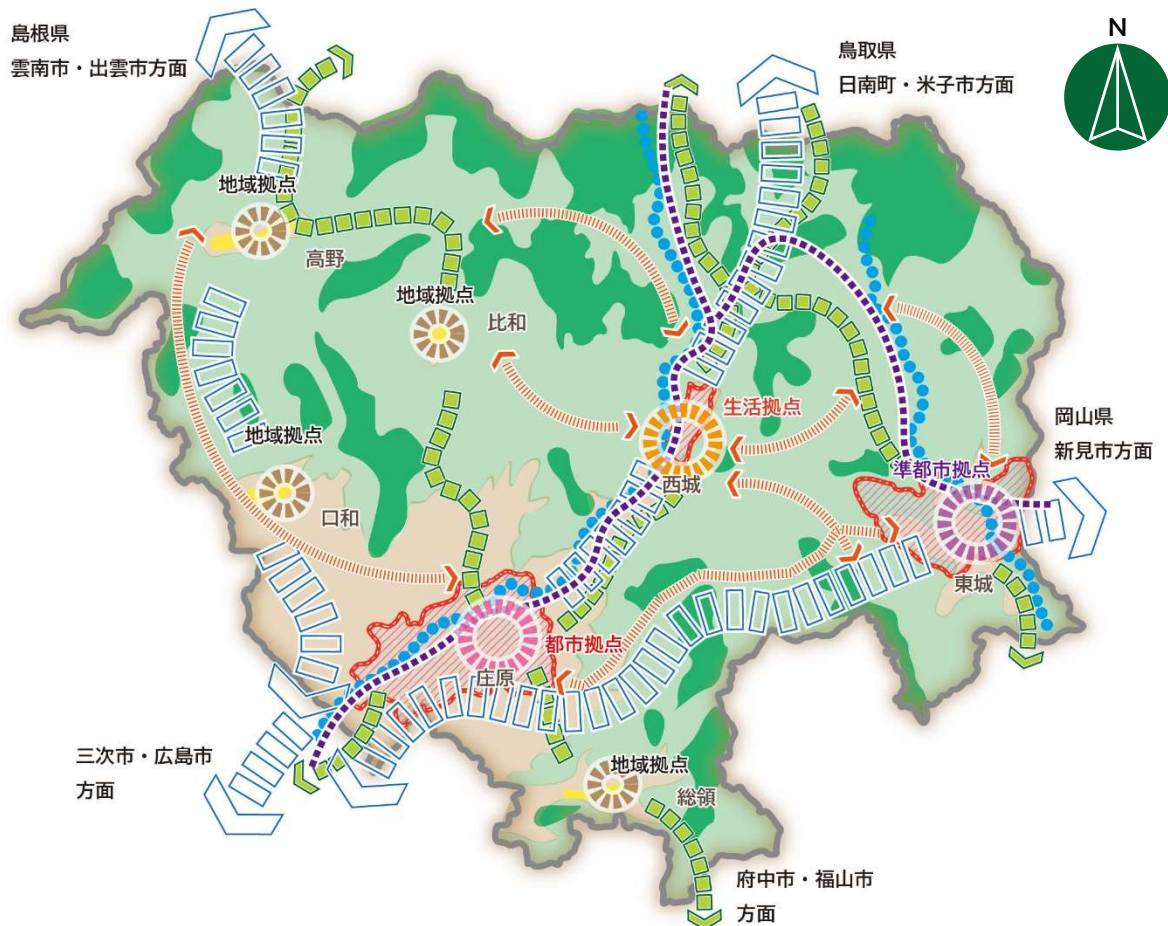 島根県
雲南市・出雲市方面
鳥取県
日南町・米子市方面
N
地域拠点
高野
地域拠点
比和
生活拠点
西城
岡山県
新見市方面
地域拠点
口和
準都市拠点
東城
都市拠点
庄原
三次市・広島市
方面
地域拠点
総領
府中市・福山市
方面